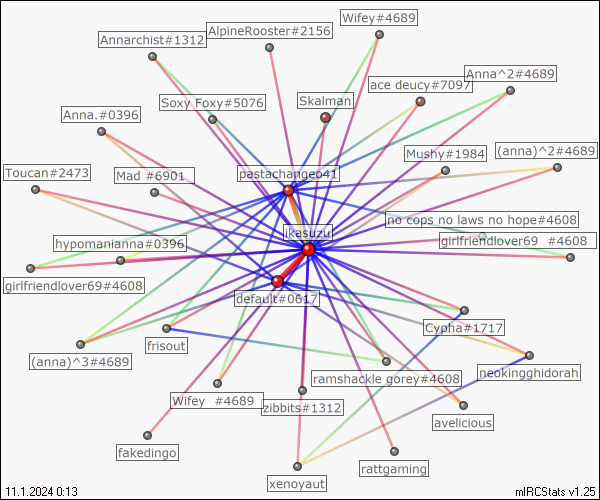 Wifey#4689
AlpineRooster#2156
Annarchist#1312
Anna^2#4689
ace deucy#7097
Soxy Foxy#5076
Skalman
Anna.#0396
Mushy#1984
(anna)^2#4689
Toucan#2473
Mad #6901
pastachangeo41
no cops no laws no hope#4608
likasuzu
hypomanianna#0396
girlfriendlover69 #4608
girlfriendlover69#4608
default#0617
Cypha#1717
frisout
(anna)^3#4689
neokingghidorah
ramshackle gorey#4608
Wifey #4689
zibbits#1312
avelicious
fakedingo
rattgaming
xenoyaut
11.1.2024 0:13
mIRCStats v1.25